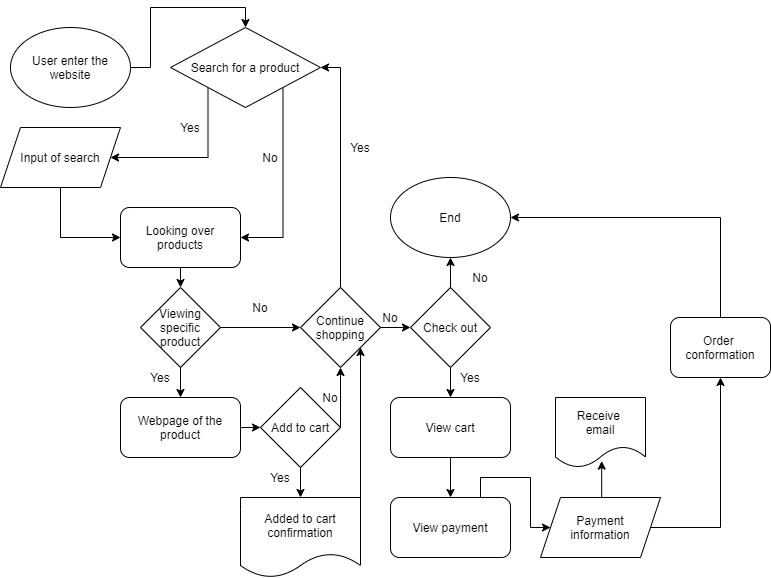 User enter the
website
Search for a product
Yes
No
Input of search
Yes
Looking over
products
End
No
Viewing
specific
product
No
Continue
shopping
No
Check out
Order
conformation
Yes
Yes
Webpage of the
product
Add to cart
No
View cart
Receive
email
Yes
Added to cart
confirmation
View payment
Payment
information